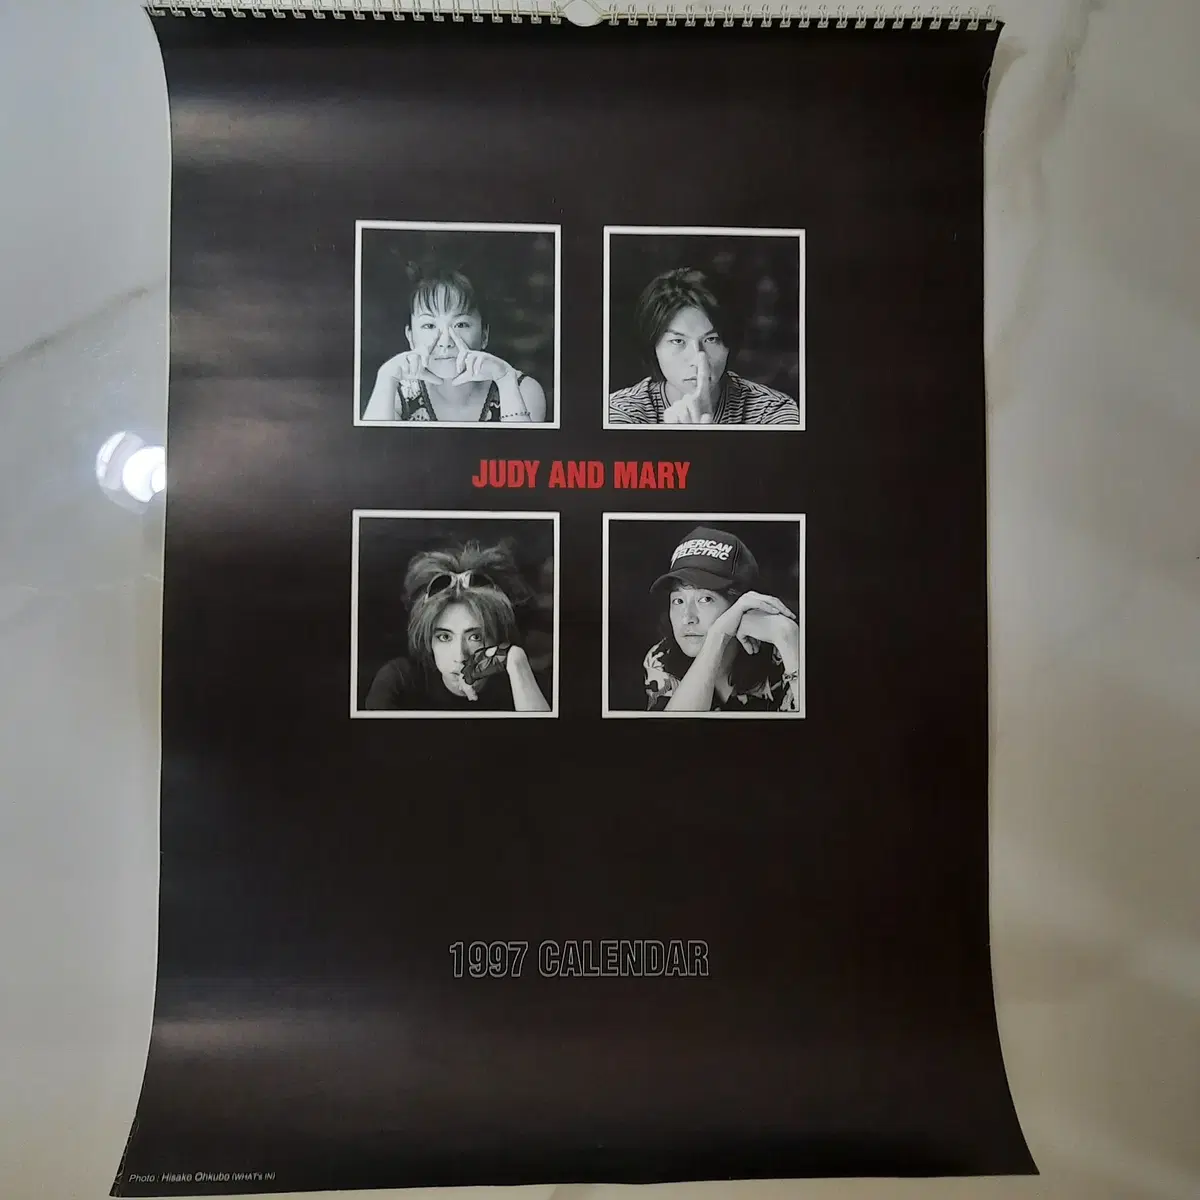 JUDY AND MARY
AMERICAN
ELECTRIC
1997 CALENDAR
Photo : Hisako Ohkubo (WHAT's IN)